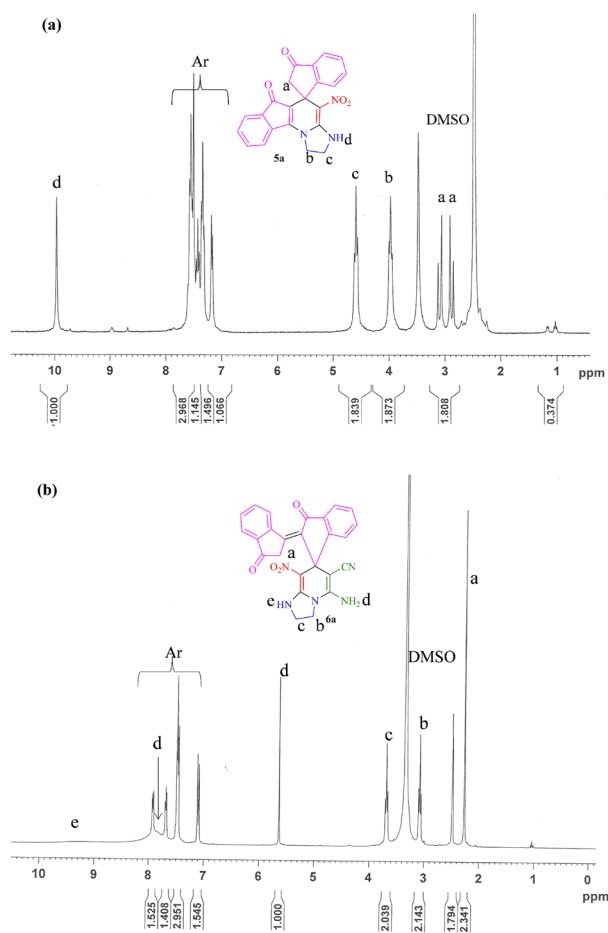 (a)
Ar
O
a
O
NO₂
NH d
N
5a
b
c
DMSO
d
c
b
a a
10 9 8 7 6 5 4 3 2 1 ppm
1.000 2.968 1.145 1.496 1.066 1.839 1.873 1.808 0.374
(b)
O
a
O
O₂N
CN
e HN
N
NH₂ d
c
b 6a
Ar
d
DMSO
a
d
c
b
e
10 9 8 7 6 5 4 3 2 1 0 ppm
1.525 1.408 2.951 1.545 1.000 2.039 2.143 1.794 2.341